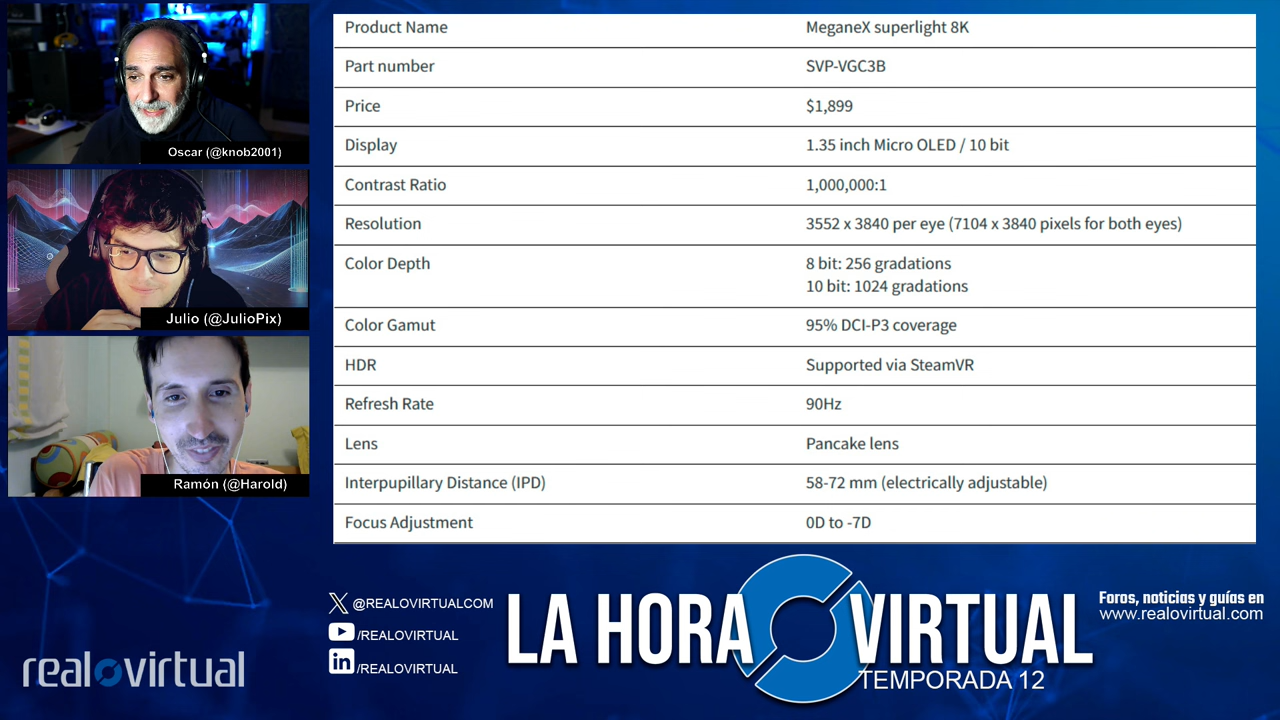 Oscar (@knob2001)
Julio (@JulioPix)
Ramón (@Harold)
Product Name MeganeX superlight 8K
Part number SVP-VGC3B
Price $1,899
Display 1.35 inch Micro OLED / 10 bit
Contrast Ratio 1,000,000:1
Resolution 3552 x 3840 per eye (7104 x 3840 pixels for both eyes)
Color Depth 8 bit: 256 gradations
10 bit: 1024 gradations
Color Gamut 95% DCI-P3 coverage
HDR Supported via SteamVR
Refresh Rate 90Hz
Lens Pancake lens
Interpupillary Distance (IPD) 58-72 mm (electrically adjustable)
Focus Adjustment 0D to -7D
@REALOVIRTUALCOM
/REALOVIRTUAL
/REALOVIRTUAL
LA HORA VIRTUAL
TEMPORADA 12
Foros, noticias y guías en
www.realovirtual.com
realovirtual